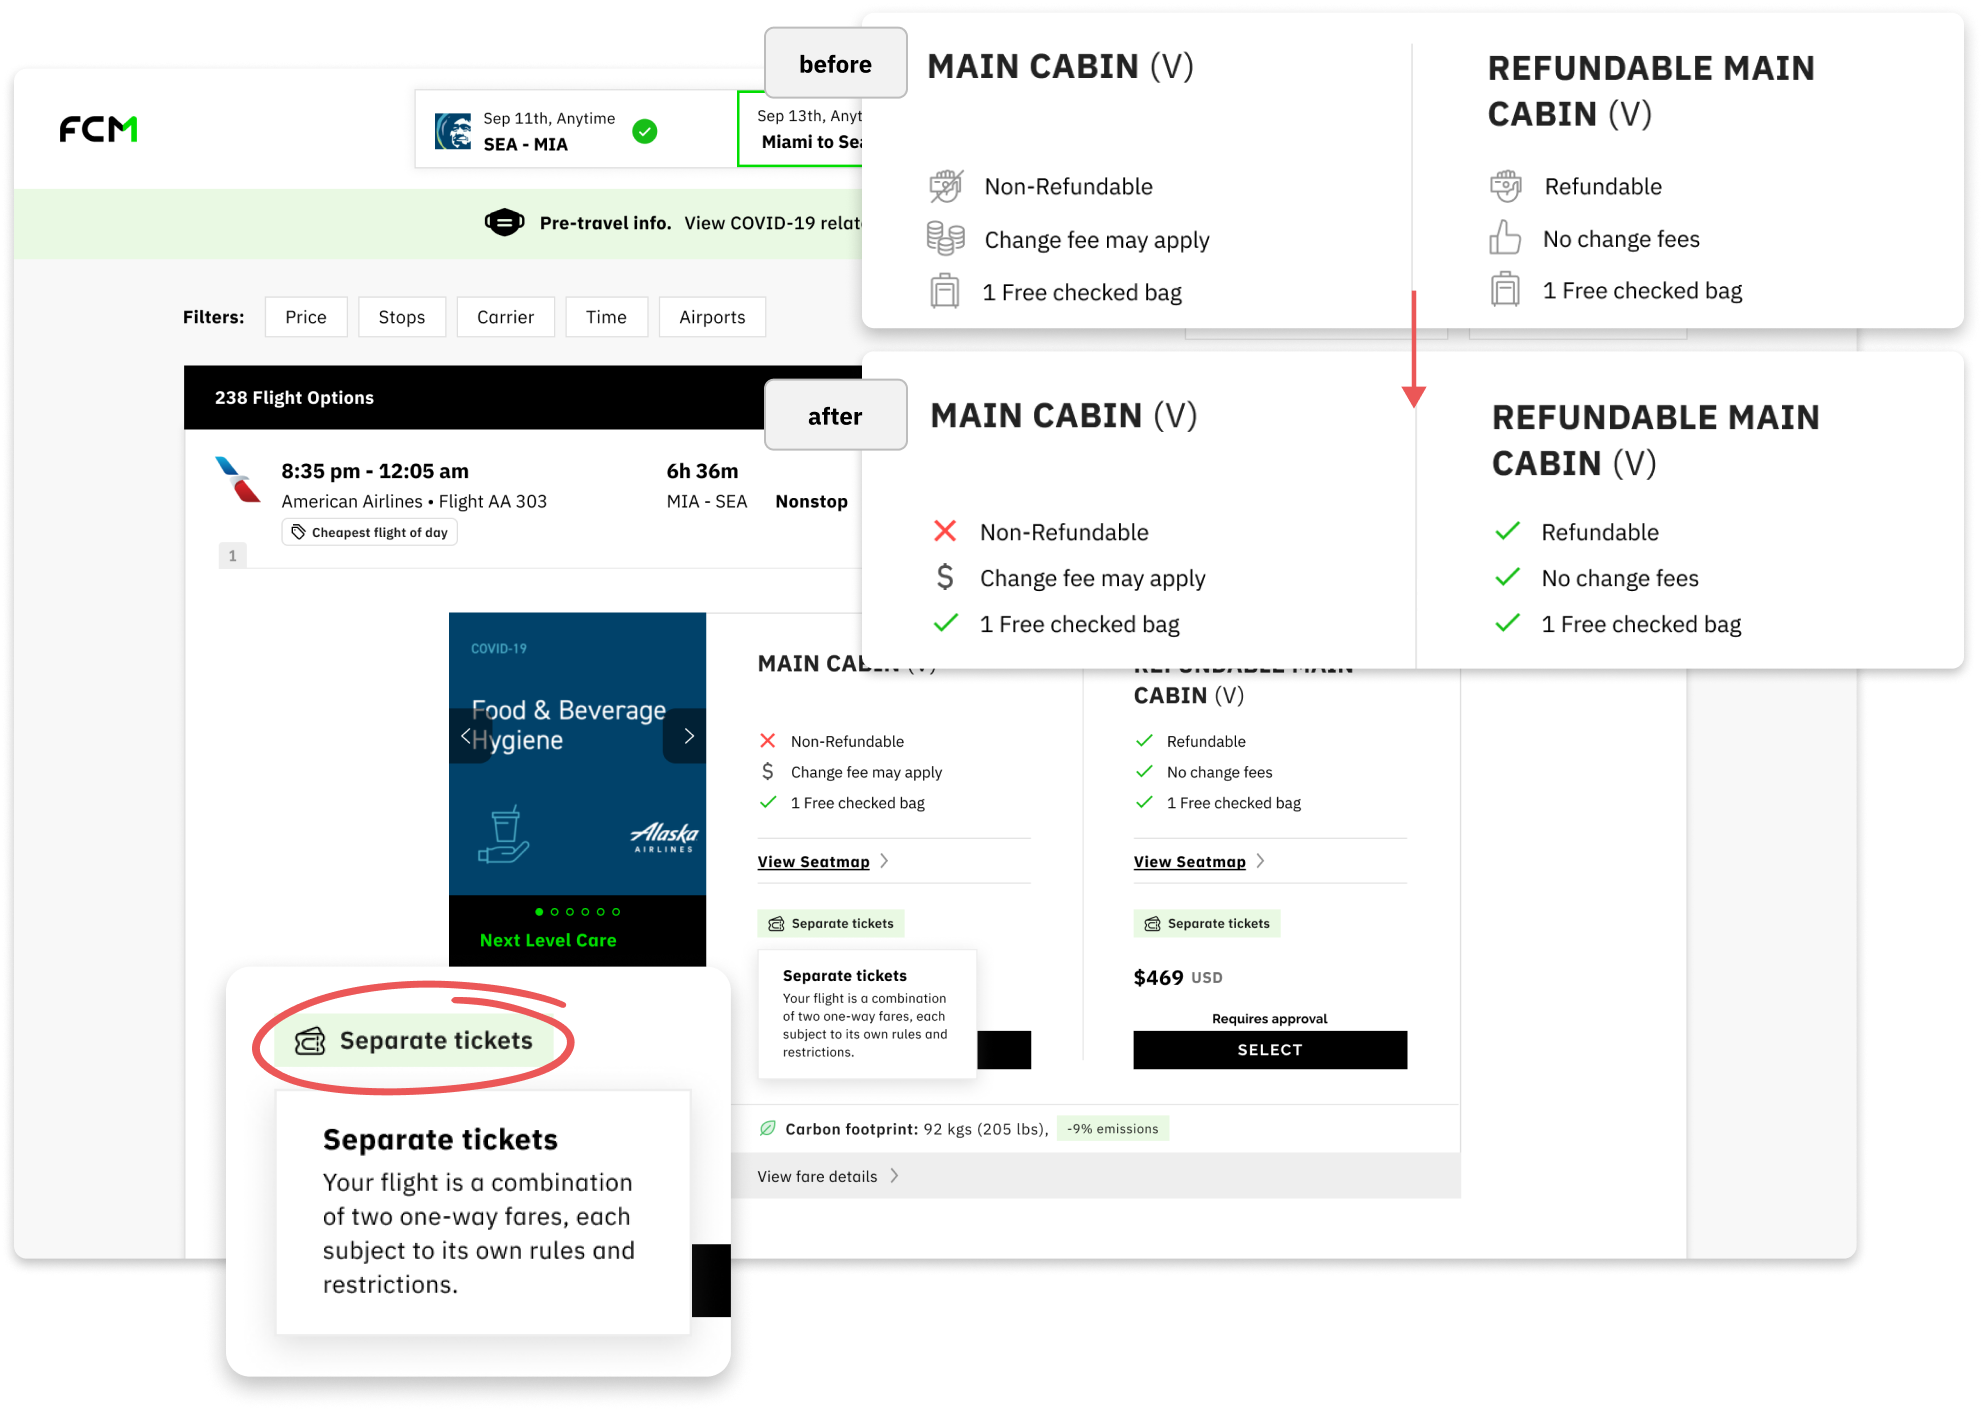 FCM
Sep 11th, Anytime
SEA - MIA
Sep 13th, Anyt
Miami to Sea
Pre-travel info. View COVID-19 relat
Filters:
Price
Stops
Carrier
Time
Airports
before
MAIN CABIN (V)
Non-Refundable
Change fee may apply
1 Free checked bag
REFUNDABLE MAIN
CABIN (V)
Refundable
No change fees
1 Free checked bag
after
MAIN CABIN (V)
Non-Refundable
Change fee may apply
1 Free checked bag
REFUNDABLE MAIN
CABIN (V)
Refundable
No change fees
1 Free checked bag
238 Flight Options
8:35 pm - 12:05 am
American Airlines • Flight AA 303
Cheapest flight of day
6h 36m
MIA - SEA Nonstop
1
COVID-19
Food & Beverage
Hygiene
Alaska
AIRLINES
Next Level Care
MAIN CABIN (V)
$ Non-Refundable
Change fee may apply
1 Free checked bag
View Seatmap
Separate tickets
Separate tickets
Your flight is a combination
of two one-way fares, each
subject to its own rules and
restrictions.
REFUNDABLE MAIN
CABIN (V)
Refundable
No change fees
1 Free checked bag
View Seatmap
Separate tickets
$469 USD
Requires approval
SELECT
Carbon footprint: 92 kgs (205 lbs), -9% emissions
View fare details
Separate tickets
Separate tickets
Your flight is a combination
of two one-way fares, each
subject to its own rules and
restrictions.